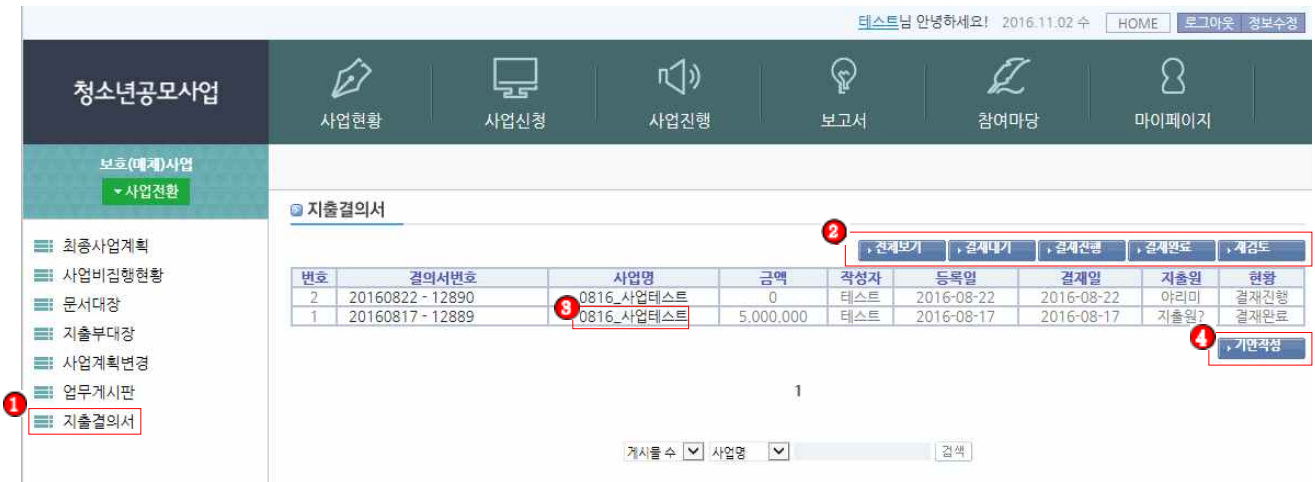 테스트님 안녕하세요! 2016.11.02 수 HOME 로그아웃 정보수정
청소년공모사업
사업현황 사업신청 사업진행 보고서 참여마당 마이페이지
보호(매체)사업
사업전환
지출결의서
최종사업계획
사업비집행현황
문서대장
지출부대장
사업계획변경
업무게시판
1 지출결의서
2 전체보기 결재대기 결재진행 결재완료 재검토
번호 결의서번호 사업명 금액 작성자 등록일 결재일 지출원 현황
2 20160822 - 12890 0816_사업테스트 0 테스트 2016-08-22 2016-08-22 야리미 결재진행
1 20160817 - 12889 3 0816_사업테스트 5,000,000 테스트 2016-08-17 2016-08-17 지출원? 결재완료
4 기안작성
1
게시물 수 사업명 검색